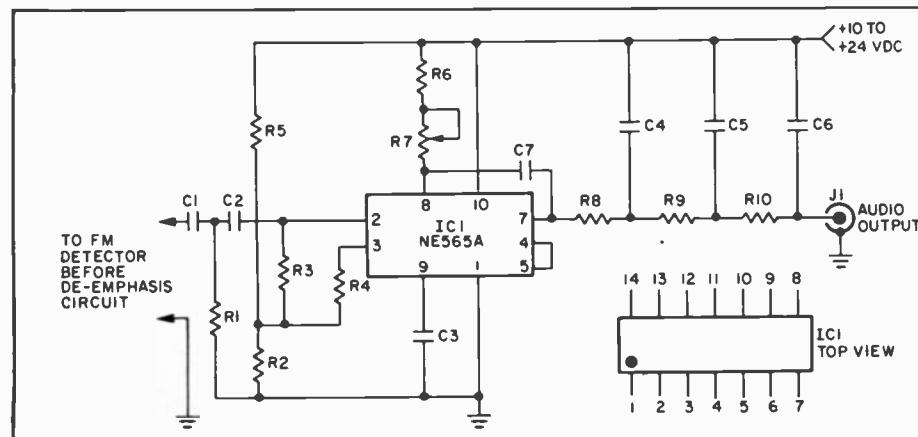 +10 TO
+24 VDC
R6
R5
R7
C4
C5
C6
C7
C1
C2
8
10
R8
R9
R10
J1
AUDIO
OUTPUT
2
3
IC1
NE565A
7
4
5
9
1
TO FM
DETECTOR
BEFORE
DE-EMPHASIS
CIRCUIT
R3
R4
R1
R2
C3
14 13 12 11 10 9 8
IC1
TOP VIEW
1 2 3 4 5 6 7